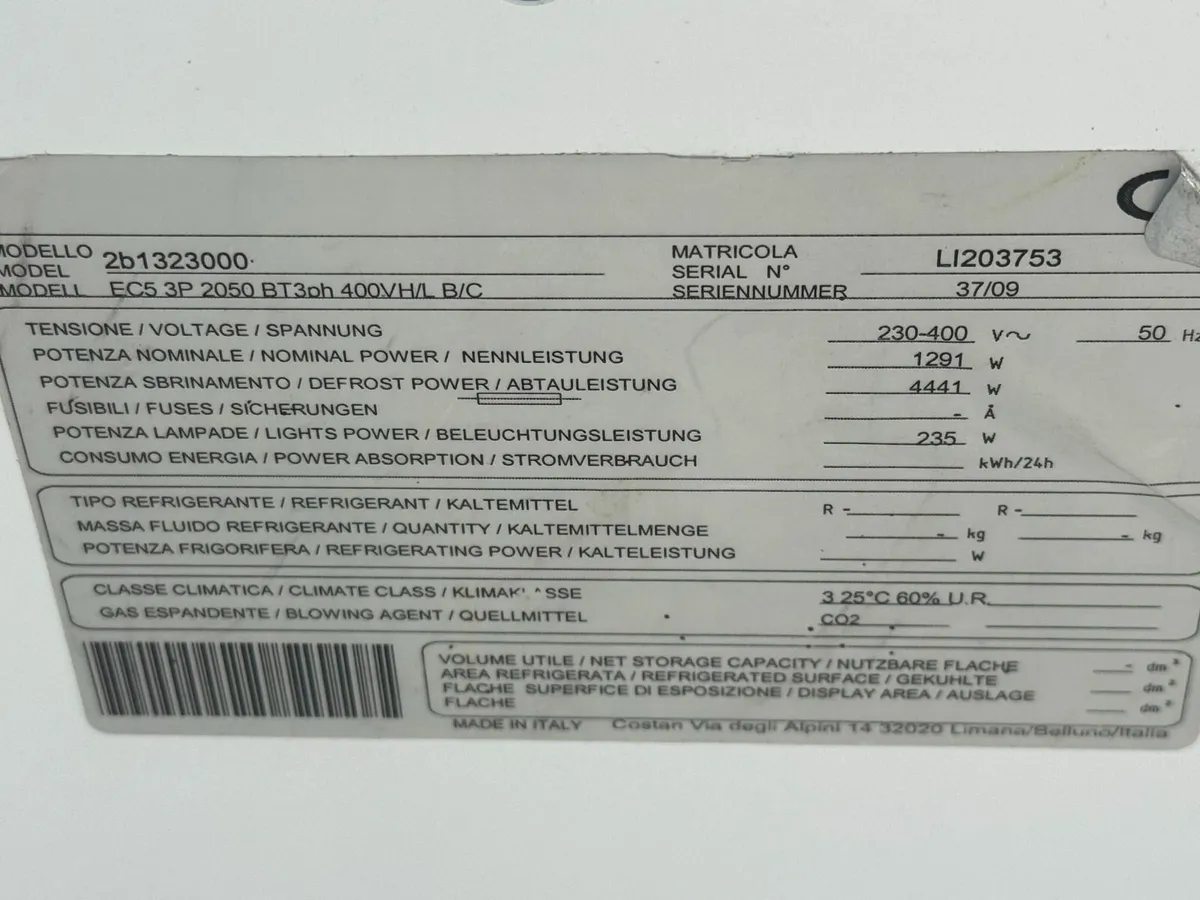 MODELLO 2b1323000 MATRICOLA LI203753
MODEL SERIAL N°
MODELL EC5 3P 2050 BT3ph 400VH/L B/C SERIENNUMMER 37/09
TENSIONE / VOLTAGE / SPANNUNG 230-400 V~ 50 Hz
POTENZA NOMINALE / NOMINAL POWER / NENNLEISTUNG 1291 W
POTENZA SBRINAMENTO / DEFROST POWER / ABTAULEISTUNG 4441 W
FUSIBILI / FUSES / SICHERUNGEN - A
POTENZA LAMPADE / LIGHTS POWER / BELEUCHTUNGSLEISTUNG 235 W
CONSUMO ENERGIA / POWER ABSORPTION / STROMVERBRAUCH kWh/24h
TIPO REFRIGERANTE / REFRIGERANT / KALTEMITTEL R - R -
MASSA FLUIDO REFRIGERANTE / QUANTITY / KALTEMITTELMENGE - kg - kg
POTENZA FRIGORIFERA / REFRIGERATING POWER / KALTELEISTUNG W
CLASSE CLIMATICA / CLIMATE CLASS / 3 25°C 60% U.R.
GAS ESPANDENTE / BLOWING AGENT / QUELLMITTEL CO2
VOLUME UTILE / NET STORAGE CAPACITY / NUTZBARE FLACHE - dm³
AREA REFRIGERATA / REFRIGERATED SURFACE / GEKUHLTE dm²
FLACHE SUPERFICE DI ESPOSIZIONE / DISPLAY AREA / AUSLAGE
FLACHE dm²
MADE IN ITALY Costan Via degli Alpini 14 32020 Limana/Belluno/Italia